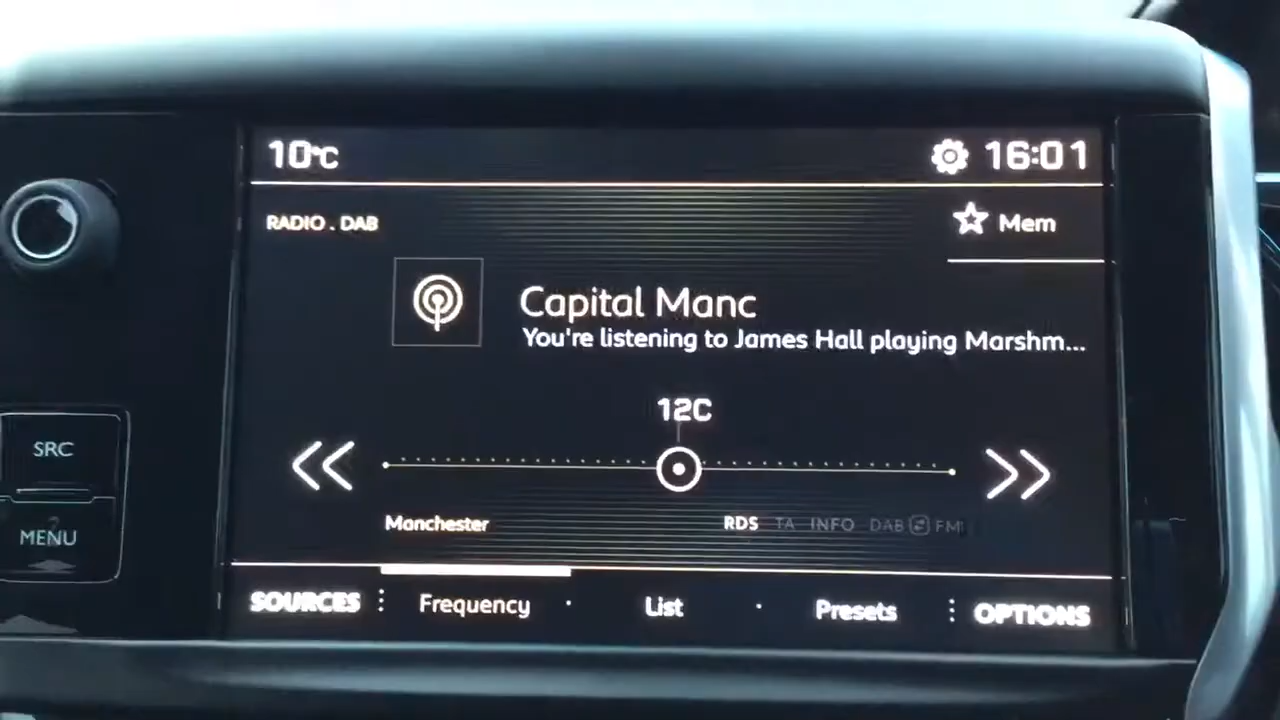 10°C
16:01
RADIO . DAB
Mem
Capital Manc
You're listening to James Hall playing Marshm...
12C
SRC
Manchester
RDS TA INFO DAB FM
MENU
SOURCES
Frequency
List
Presets
OPTIONS